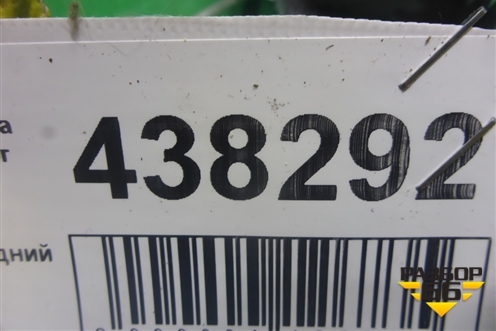 а
438292
т
дний
РАЗБОР
66